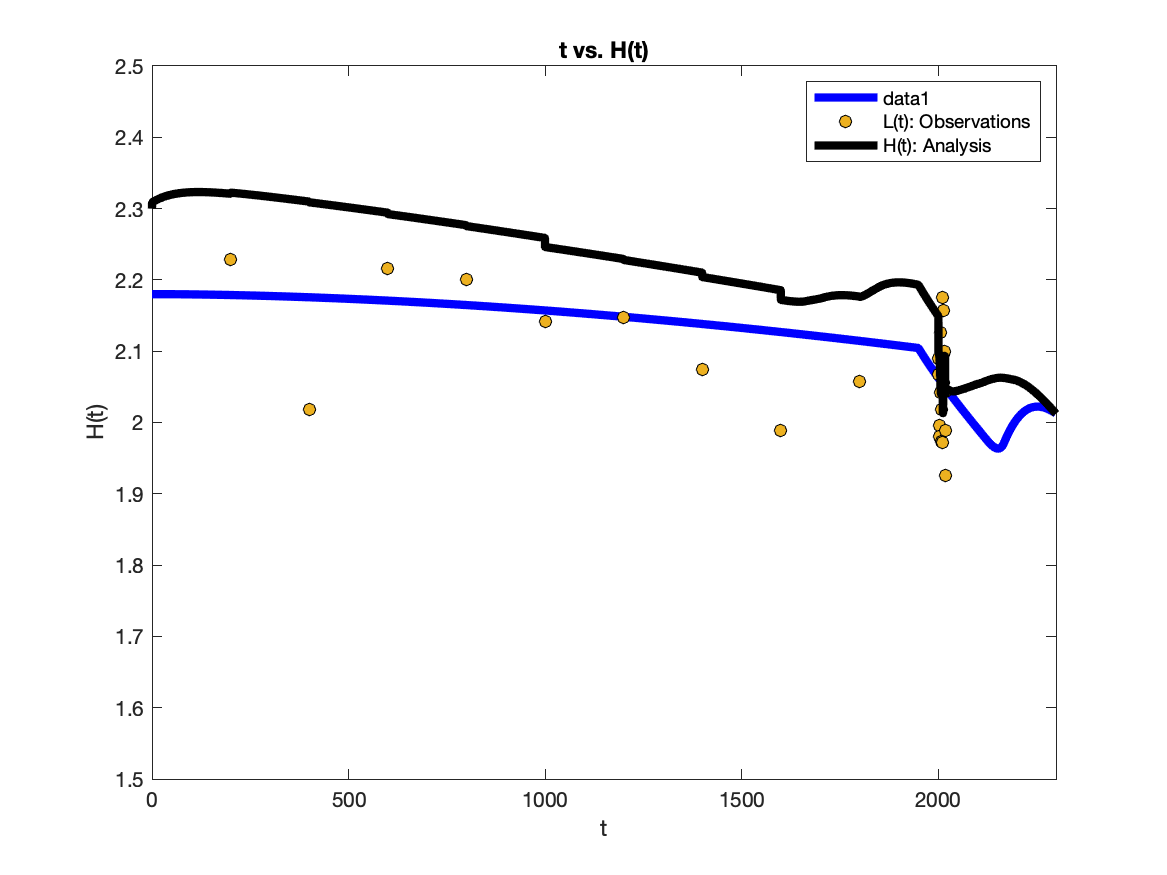 t vs. H(t)
2.5
2.4
2.3
2.2
2.1
2
1.9
1.8
1.7
1.6
1.5
H(t)
data1
L(t): Observations
H(t): Analysis
0 500 1000 1500 2000
t